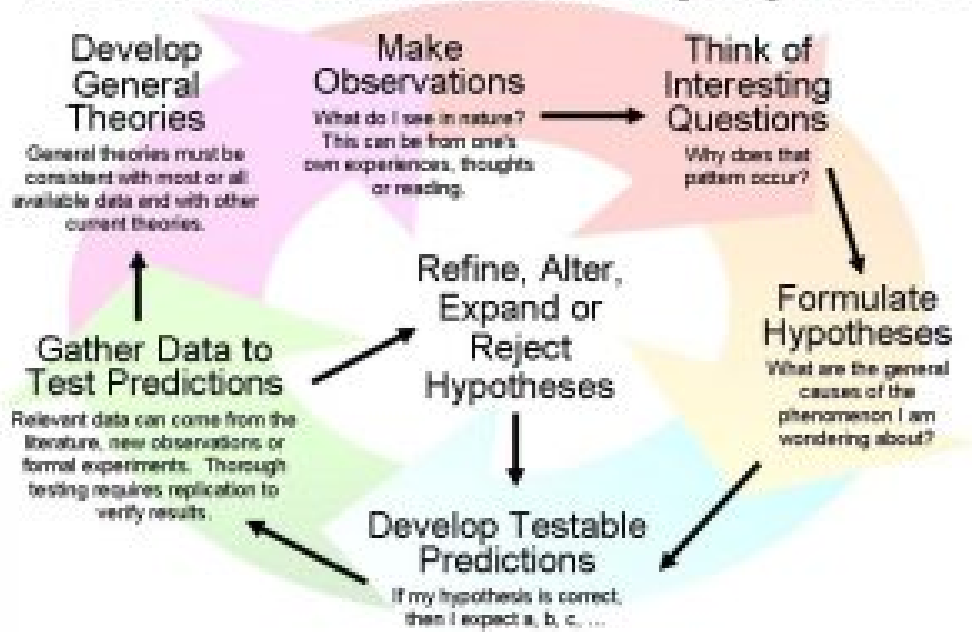 Make
Observations
What do I see in nature?
This can be from one's
own experiences, thoughts
or reading.
Think of
Interesting
Questions
Why does that
pattern occur?
Formulate
Hypotheses
What are the general
causes of the
phenomenon I am
wondering about?
Develop Testable
Predictions
If my hypothesis is correct,
then I expect a, b, c, ...
Gather Data to
Test Predictions
Relevant data can come from the
literature, new observations or
formal experiments. Thorough
testing requires replication to
verify results.
Refine, Alter,
Expand or
Reject
Hypotheses
Develop
General
Theories
General theories must be
consistent with most or all
available data and with other
current theories.